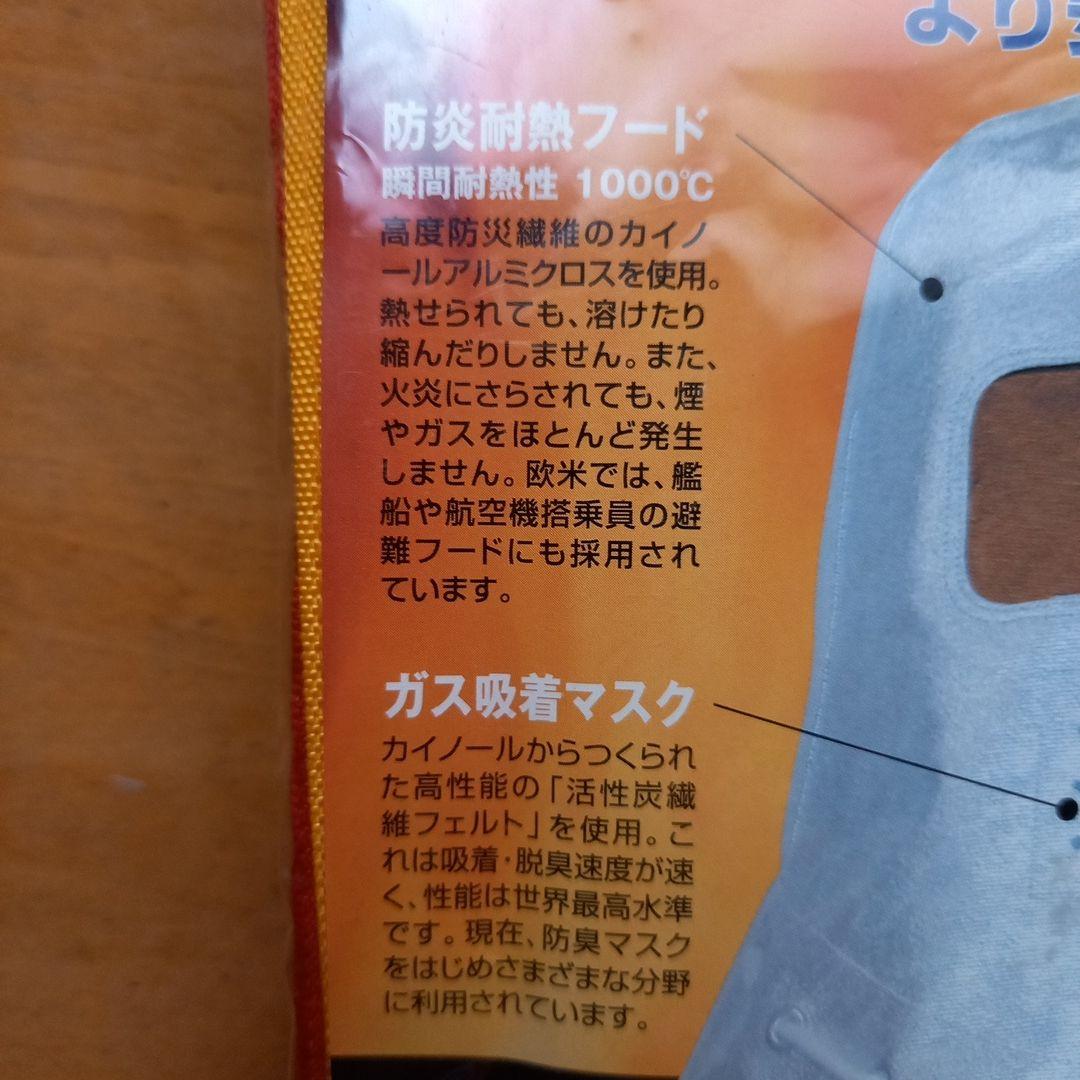 より
防炎耐熱フード
瞬間耐熱性 1000℃
高度防災繊維のカイノ
ールアルミクロスを使用。
熱せられても、溶けたり
縮んだりしません。また、
火炎にさらされても、煙
やガスをほとんど発生
しません。欧米では、艦
船や航空機搭乗員の避
難フードにも採用され
ています。
ガス吸着マスク
カイノールからつくられ
た高性能の「活性炭繊
維フェルト」を使用。こ
れは吸着・脱臭速度が速
く、性能は世界最高水準
です。現在、防臭マスク
をはじめさまざまな分野
に利用されています。